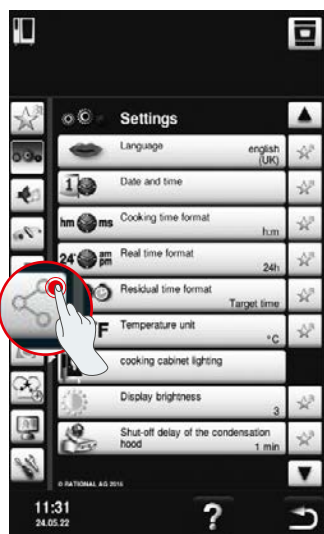 Settings
Language
english
(UK)
Date and time
hm ms
Cooking time format
h:m
24 am
pm
Real time format
24h
Residual time format
Target time
F
Temperature unit
°C
cooking cabinet lighting
Display brightness
3
Shut-off delay of the condensation
hood
1 min
© RATIONAL AG 2016
11:31
24.05.22
?